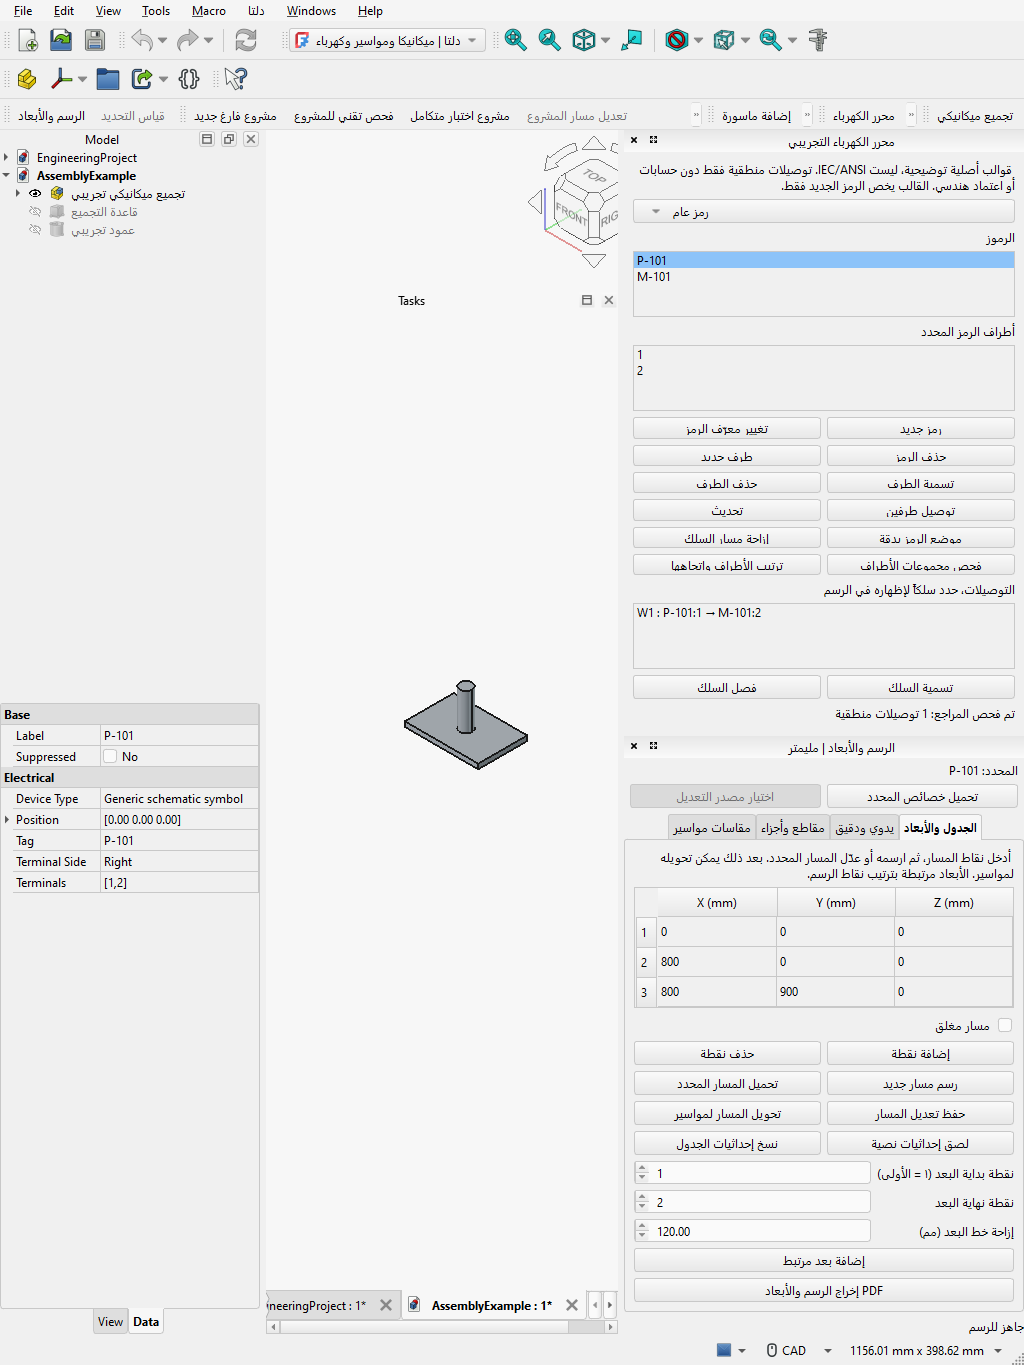 File Edit View Tools Macro دلتا Windows Help
دلتا | ميكانيكا ومواسير وكهرباء
الرسم والأبعاد قياس التحديد مشروع فارغ جديد فحص تقني للمشروع مشروع اختبار متكامل تعديل مسار المشروع » إضافة ماسورة » محرر الكهرباء » تجميع ميكانيكي
Model
EngineeringProject
AssemblyExample
تجميع ميكانيكي تجريبي
قاعدة التجميع
عمود تجريبي
TOP
FRONT
RIG
Tasks
Base
Label P-101
Suppressed No
Electrical
Device Type Generic schematic symbol
Position [0.00 0.00 0.00]
Tag P-101
Terminal Side Right
Terminals [1,2]
View Data
neeringProject : 1* AssemblyExample : 1*
محرر الكهرباء التجريبي
قوالب أصلية توضيحية، ليست IEC/ANSI. توصيلات منطقية فقط دون حسابات
أو اعتماد هندسي. القالب يخص الرمز الجديد فقط.
رمز عام
الرموز
P-101
M-101
أطراف الرمز المحدد
1
2
رمز جديد تغيير معرّف الرمز
حذف الرمز طرف جديد
تسمية الطرف حذف الطرف
توصيل طرفين تحديث
موضع الرمز بدقة إزاحة مسار السلك
فحص مجموعات الأطراف ترتيب الأطراف واتجاهها
التوصيلات، حدد سلكاً لإظهاره في الرسم
W1 : P-101:1 → M-101:2
تسمية السلك فصل السلك
تم فحص المراجع: 1 توصيلات منطقية
الرسم والأبعاد | مليمتر
المحدد: P-101
تحميل خصائص المحدد اختيار مصدر التعديل
الجدول والأبعاد يدوي ودقيق مقاطع وأجزاء مقاسات مواسير
أدخل نقاط المسار، ثم ارسمه أو عدّل المسار المحدد. بعد ذلك يمكن تحويله
لمواسير. الأبعاد مرتبطة بترتيب نقاط الرسم.
X (mm) Y (mm) Z (mm)
1 0 0 0
2 800 0 0
3 800 900 0
مسار مغلق
إضافة نقطة حذف نقطة
رسم مسار جديد تحميل المسار المحدد
حفظ تعديل المسار تحويل المسار لمواسير
لصق إحداثيات نصية نسخ إحداثيات الجدول
نقطة بداية البعد (١ = الأولى) 1
نقطة نهاية البعد 2
إزاحة خط البعد (مم) 120.00
إضافة بعد مرتبط
إخراج الرسم والأبعاد PDF
جاهز للرسم
CAD 1156.01 mm x 398.62 mm